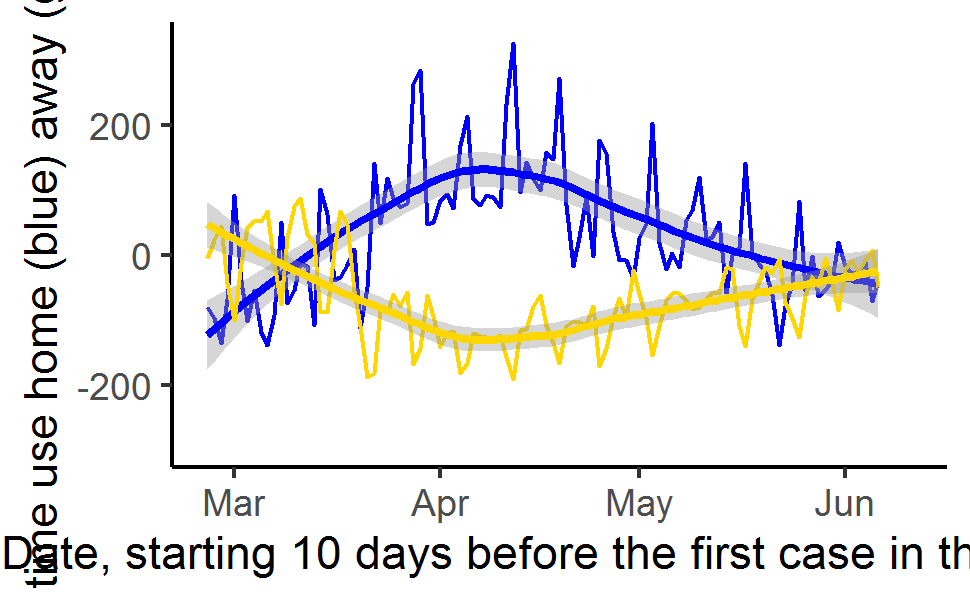 time use home (blue) away (
200
0
-200
Mar Apr May Jun
Date, starting 10 days before the first case in th